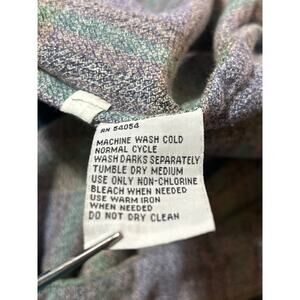 RN 54054
MACHINE WASH COLD
NORMAL CYCLE
WASH DARKS SEPARATELY
TUMBLE DRY MEDIUM
USE ONLY NON-CHLORINE
BLEACH WHEN NEEDED
USE WARM IRON
WHEN NEEDED
DO NOT DRY CLEAN